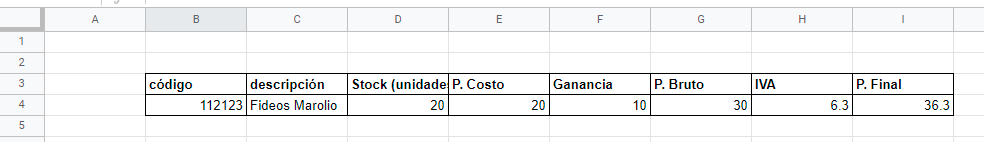 A B C D E F G H I
1
2
3 código descripción Stock (unidade P. Costo Ganancia P. Bruto IVA P. Final
4 112123 Fideos Marolio 20 20 10 30 6.3 36.3
5